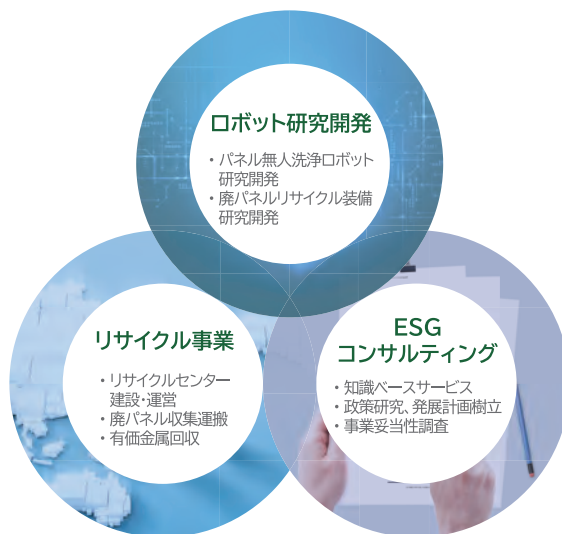 ロボット研究開発
・パネル無人洗浄ロボット
研究開発
・廃パネルリサイクル装備
研究開発
リサイクル事業
・リサイクルセンター
建設・運営
・廃パネル収集運搬
・有価金属回収
ESG
コンサルティング
・知識ベースサービス
・政策研究、発展計画樹立
・事業妥当性調査